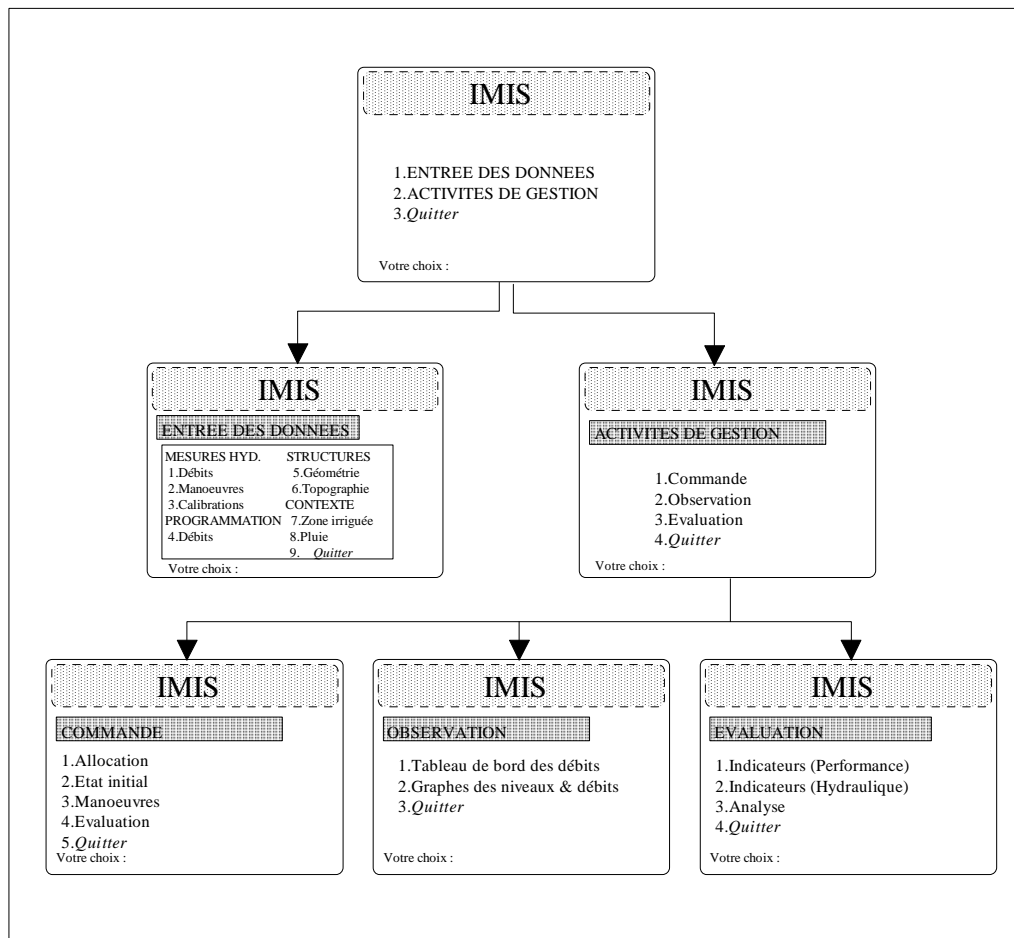 IMIS
1.ENTREE DES DONNEES
2.ACTIVITES DE GESTION
3.Quitter
Votre choix :
IMIS
ENTREE DES DONNEES
MESURES HYD. STRUCTURES
1.Débits 5.Géométrie
2.Manoeuvres 6.Topographie
3.Calibrations CONTEXTE
PROGRAMMATION 7.Zone irriguée
4.Débits 8.Pluie
9. Quitter
Votre choix :
IMIS
ACTIVITES DE GESTION
1.Commande
2.Observation
3.Evaluation
4.Quitter
Votre choix :
IMIS
COMMANDE
1.Allocation
2.Etat initial
3.Manoeuvres
4.Evaluation
5.Quitter
Votre choix :
IMIS
OBSERVATION
1.Tableau de bord des débits
2.Graphes des niveaux & débits
3.Quitter
Votre choix :
IMIS
EVALUATION
1.Indicateurs (Performance)
2.Indicateurs (Hydraulique)
3.Analyse
4.Quitter
Votre choix :